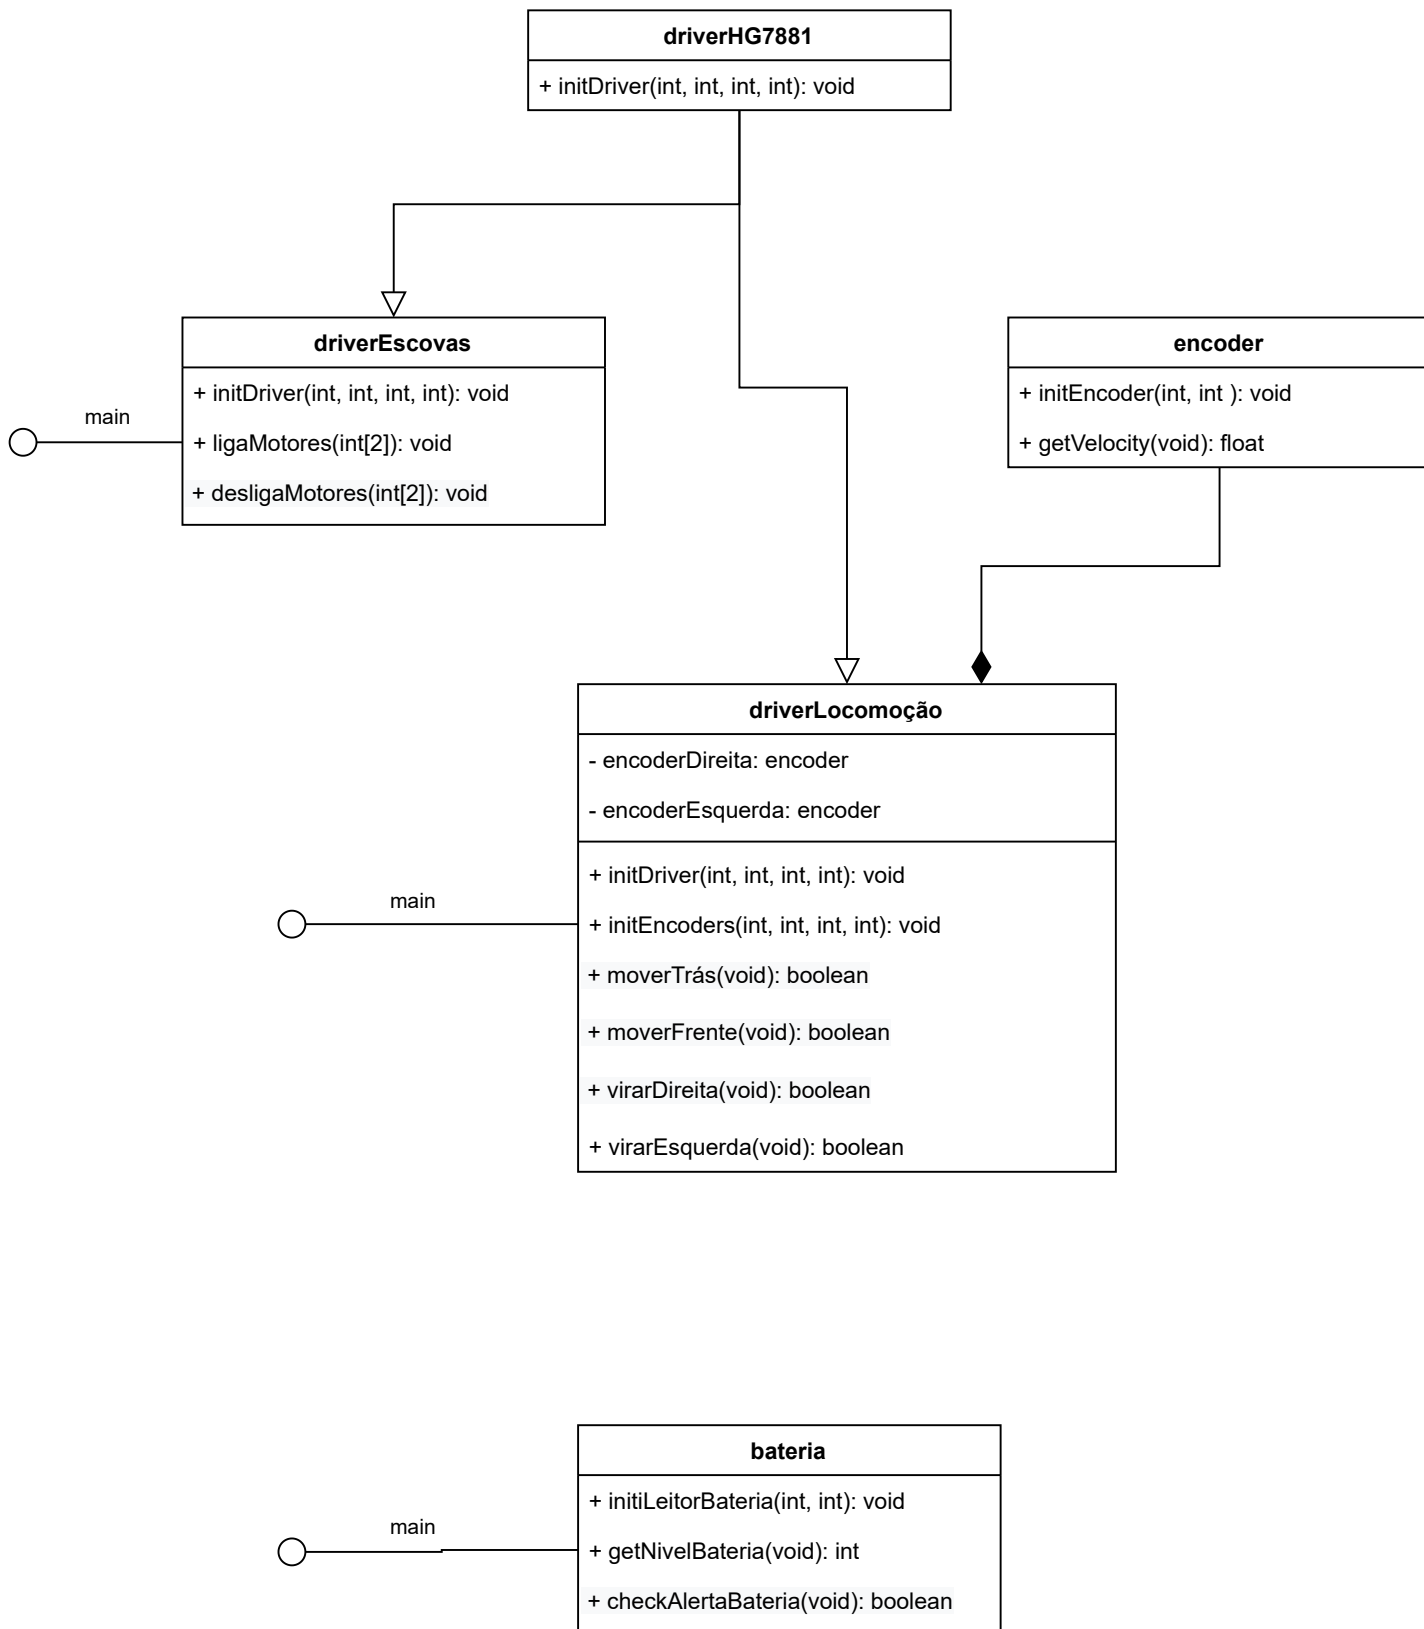 driverHG7881
+ initDriver(int, int, int, int): void
driverEscovas
+ initDriver(int, int, int, int): void
+ ligaMotores(int[2]): void
+ desligaMotores(int[2]): void
main
encoder
+ initEncoder(int, int ): void
+ getVelocity(void): float
driverLocomoção
- encoderDireita: encoder
- encoderEsquerda: encoder
+ initDriver(int, int, int, int): void
+ initEncoders(int, int, int, int): void
+ moverTrás(void): boolean
+ moverFrente(void): boolean
+ virarDireita(void): boolean
+ virarEsquerda(void): boolean
main
bateria
+ initiLeitorBateria(int, int): void
+ getNivelBateria(void): int
+ checkAlertaBateria(void): boolean
main